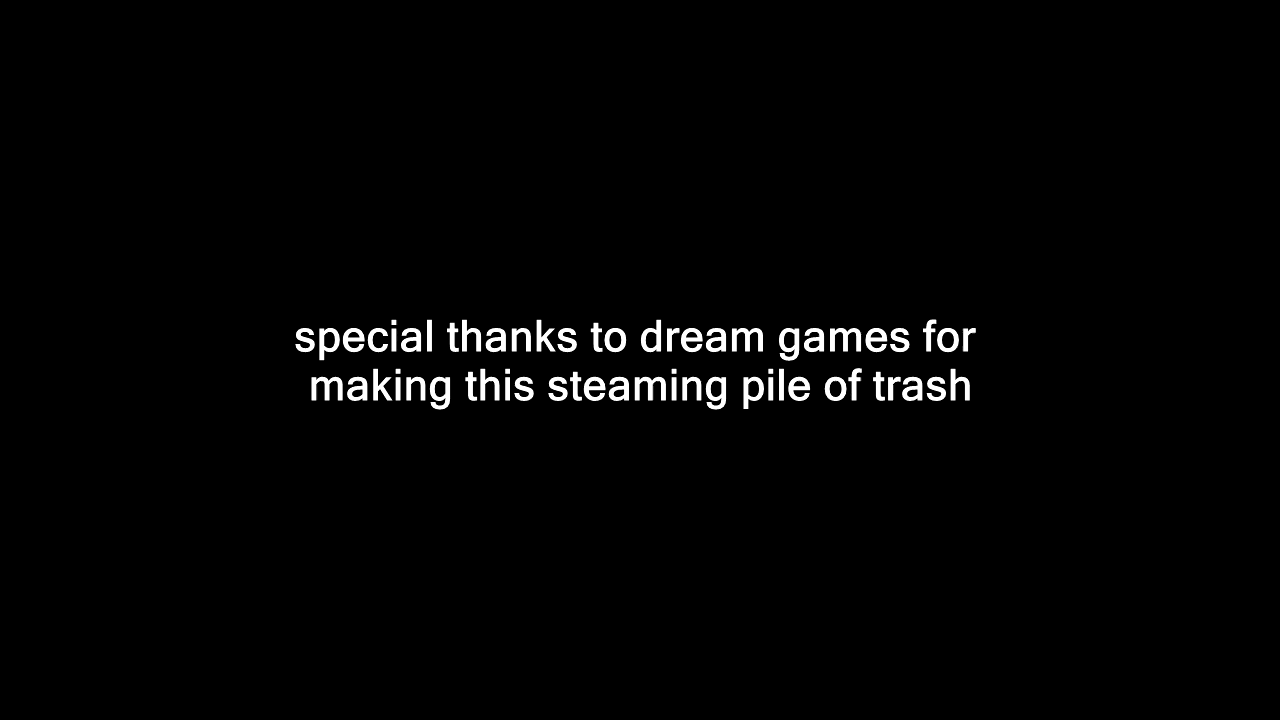 special thanks to dream games for
making this steaming pile of trash